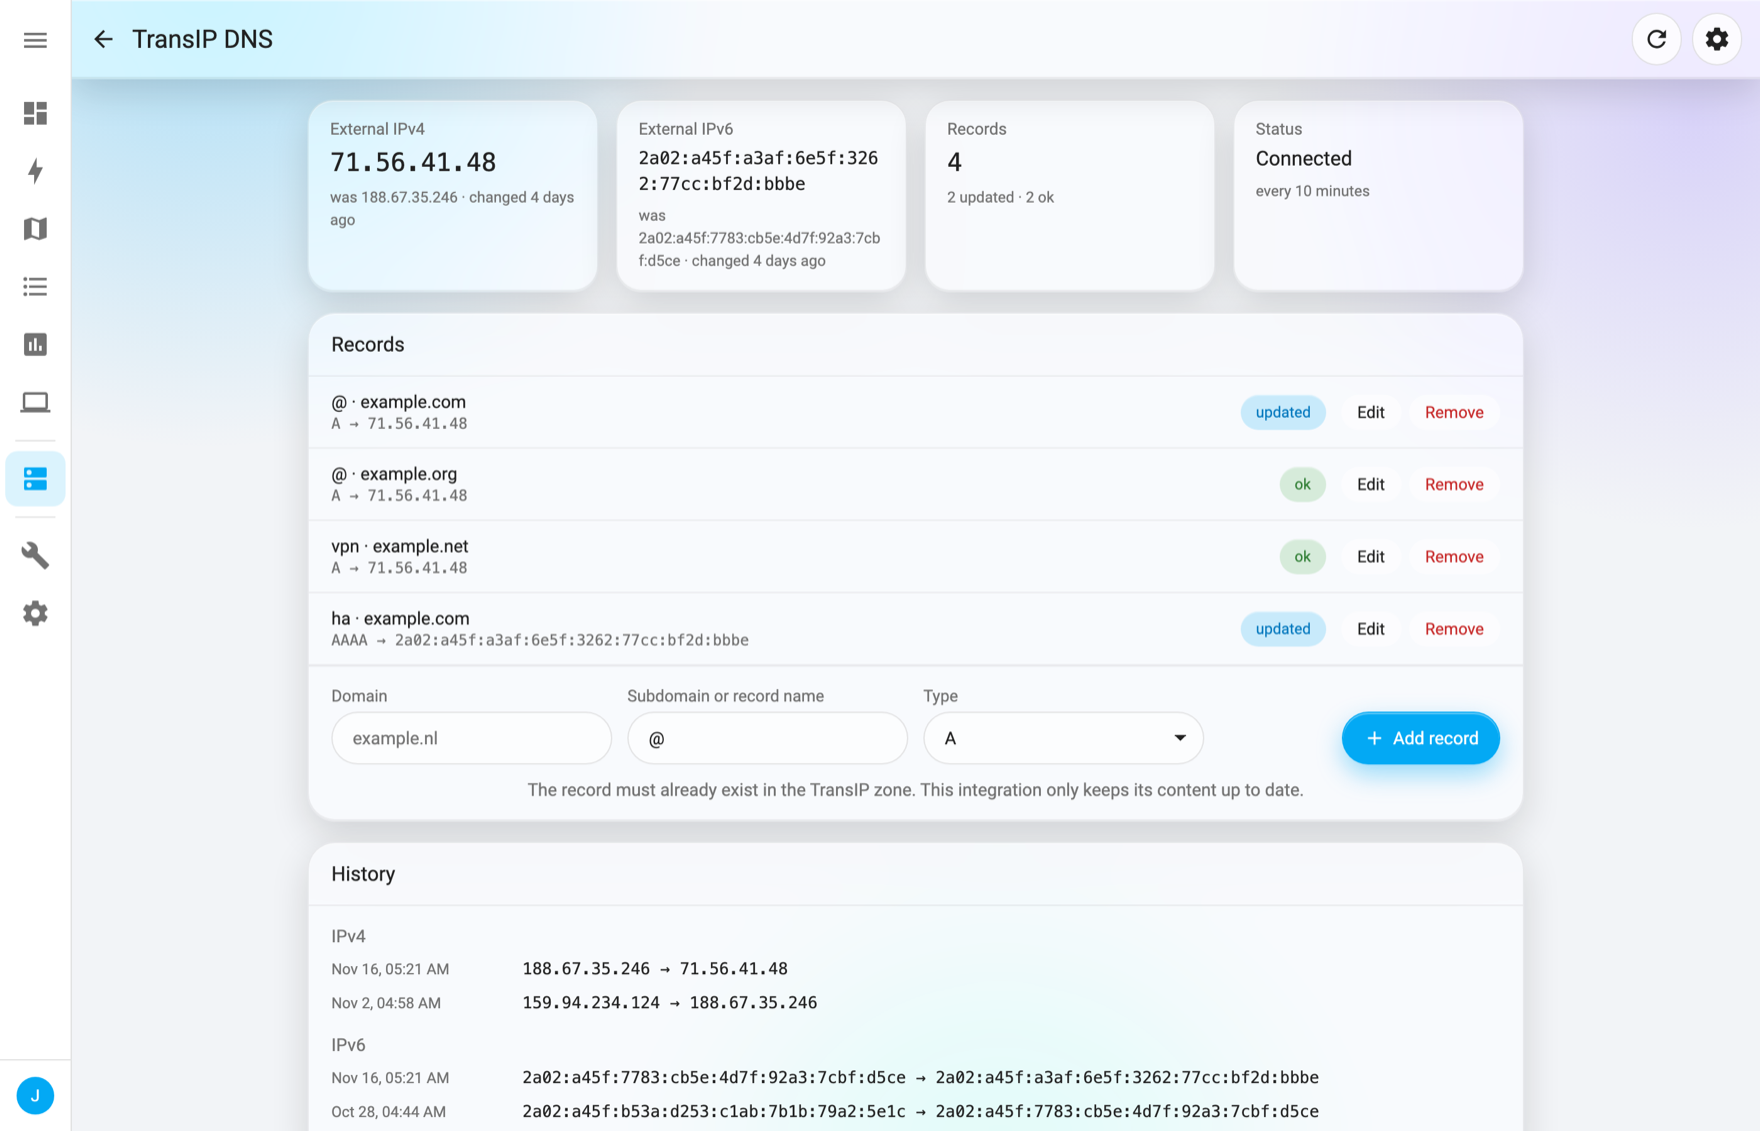 TransIP DNS
External IPv4
71.56.41.48
was 188.67.35.246 · changed 4 days
ago
External IPv6
2a02:a45f:a3af:6e5f:326
2:77cc:bf2d:bbbe
was
2a02:a45f:7783:cb5e:4d7f:92a3:7cb
f:d5ce · changed 4 days ago
Records
4
2 updated · 2 ok
Status
Connected
every 10 minutes
Records
@ · example.com
A → 71.56.41.48
updated Edit Remove
@ · example.org
A → 71.56.41.48
ok Edit Remove
vpn · example.net
A → 71.56.41.48
ok Edit Remove
ha · example.com
AAAA → 2a02:a45f:a3af:6e5f:3262:77cc:bf2d:bbbe
updated Edit Remove
Domain Subdomain or record name Type
example.nl @ A + Add record
The record must already exist in the TransIP zone. This integration only keeps its content up to date.
History
IPv4
Nov 16, 05:21 AM 188.67.35.246 → 71.56.41.48
Nov 2, 04:58 AM 159.94.234.124 → 188.67.35.246
IPv6
Nov 16, 05:21 AM 2a02:a45f:7783:cb5e:4d7f:92a3:7cbf:d5ce → 2a02:a45f:a3af:6e5f:3262:77cc:bf2d:bbbe
Oct 28, 04:44 AM 2a02:a45f:b53a:d253:c1ab:7b1b:79a2:5e1c → 2a02:a45f:7783:cb5e:4d7f:92a3:7cbf:d5ce
J